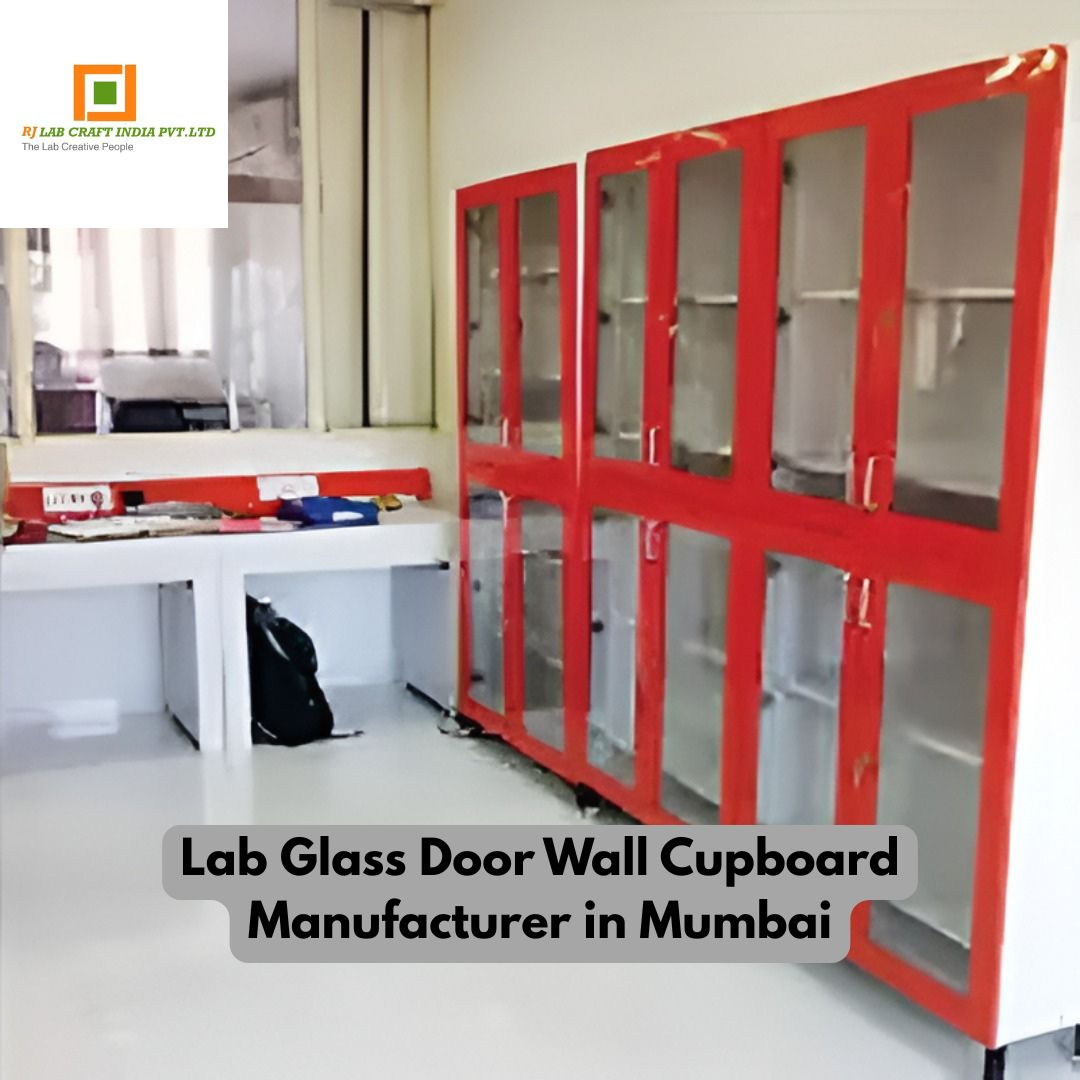 RJ LAB CRAFT INDIA PVT.LTD
The Lab Creative People
Lab Glass Door Wall Cupboard
Manufacturer in Mumbai